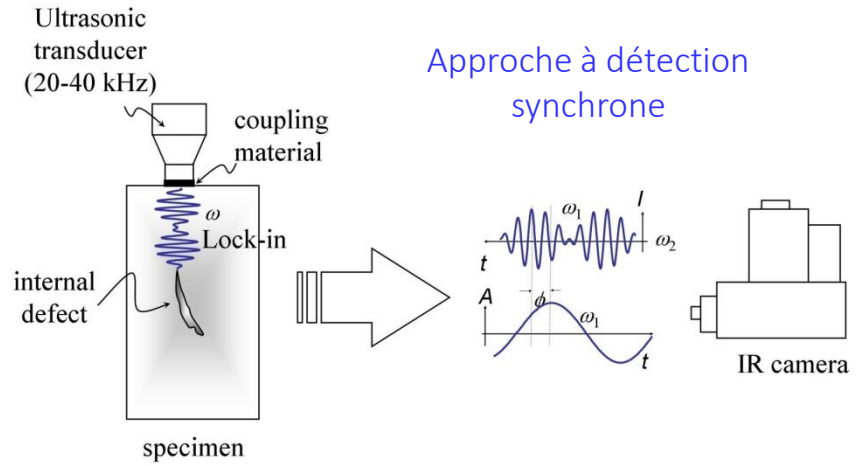 Ultrasonic
transducer
(20-40 kHz)
Approche à détection
synchrone
coupling
material
ω
Lock-in
internal
defect
specimen
ω₁
I
ω₂
t
A
ϕ
ω₁
t
IR camera